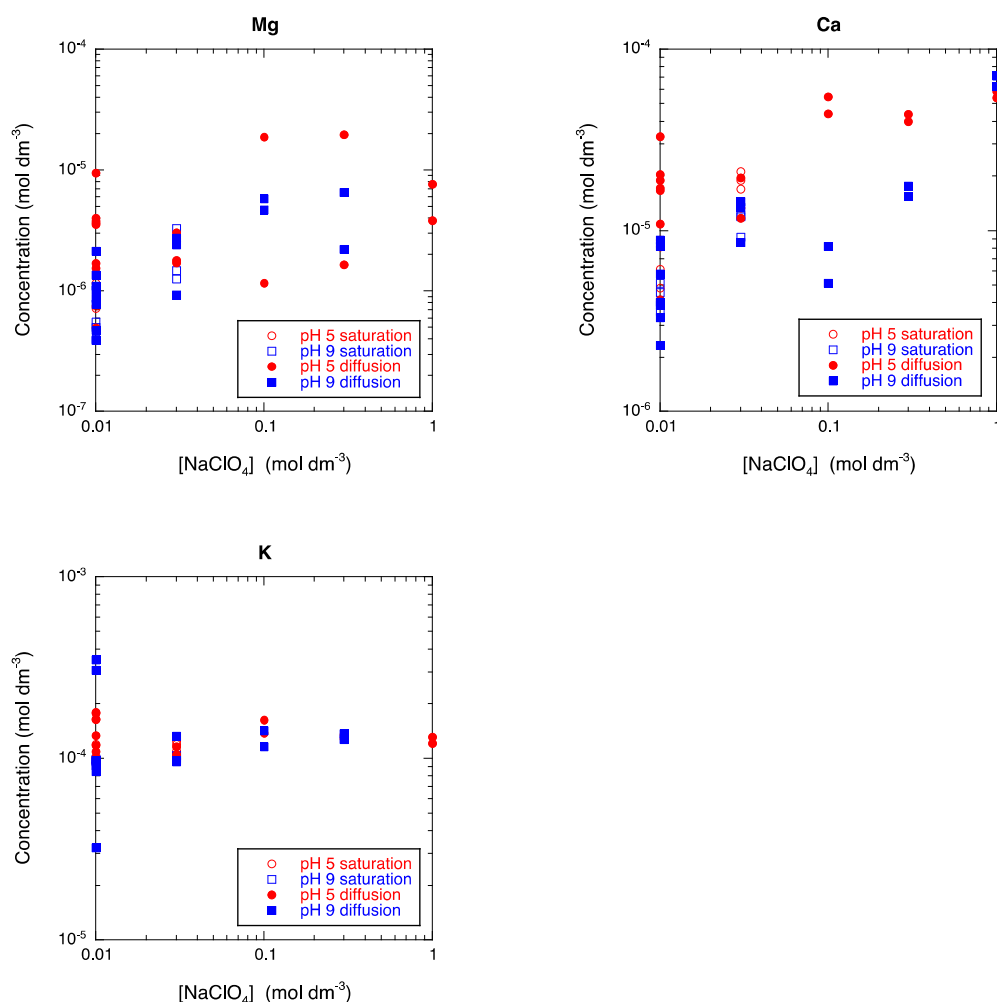 Mg
Concentration (mol dm⁻³)
10⁻⁴
10⁻⁵
10⁻⁶
10⁻⁷
0.01
0.1
1
[NaClO₄] (mol dm⁻³)
pH 5 saturation
pH 9 saturation
pH 5 diffusion
pH 9 diffusion
Ca
Concentration (mol dm⁻³)
10⁻⁴
10⁻⁵
10⁻⁶
0.01
0.1
1
[NaClO₄] (mol dm⁻³)
pH 5 saturation
pH 9 saturation
pH 5 diffusion
pH 9 diffusion
K
Concentration (mol dm⁻³)
10⁻³
10⁻⁴
10⁻⁵
0.01
0.1
1
[NaClO₄] (mol dm⁻³)
pH 5 saturation
pH 9 saturation
pH 5 diffusion
pH 9 diffusion